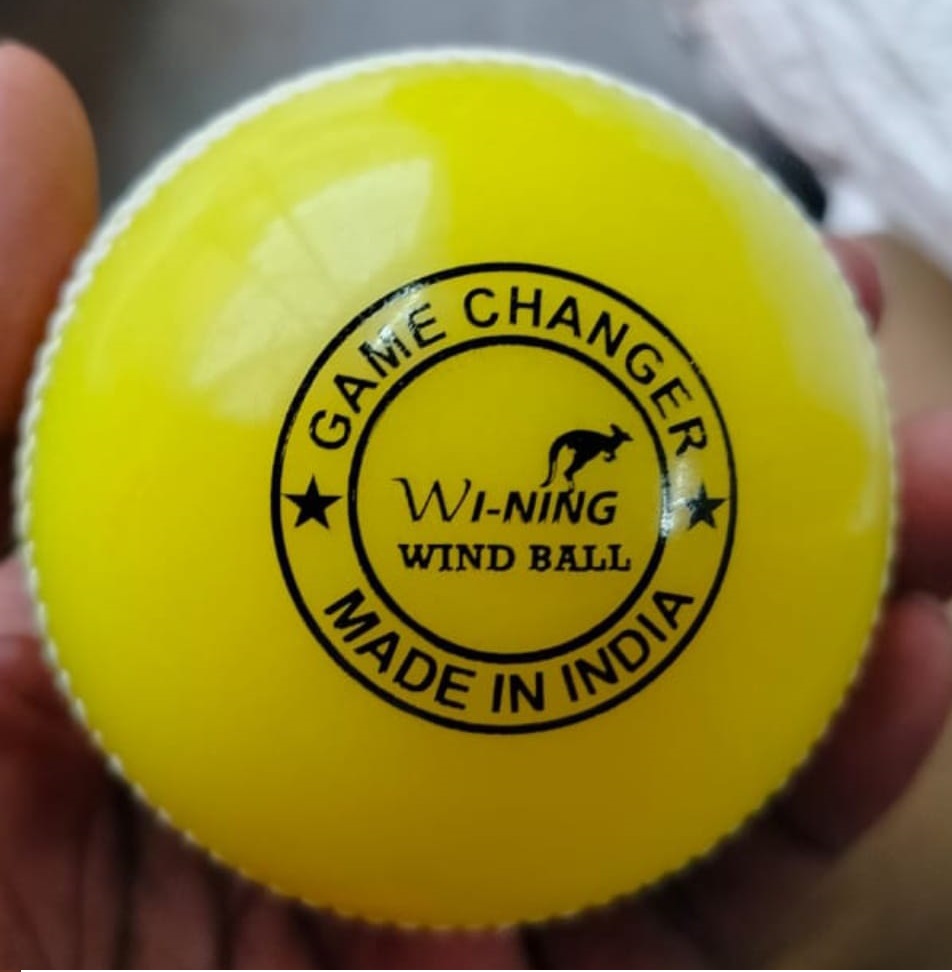 GAME CHANGER
WI-NING
WIND BALL
MADE IN INDIA